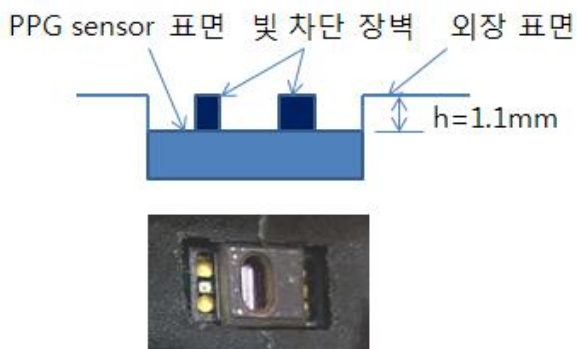 PPG sensor 표면 빛 차단 장벽 외장 표면
h=1.1mm